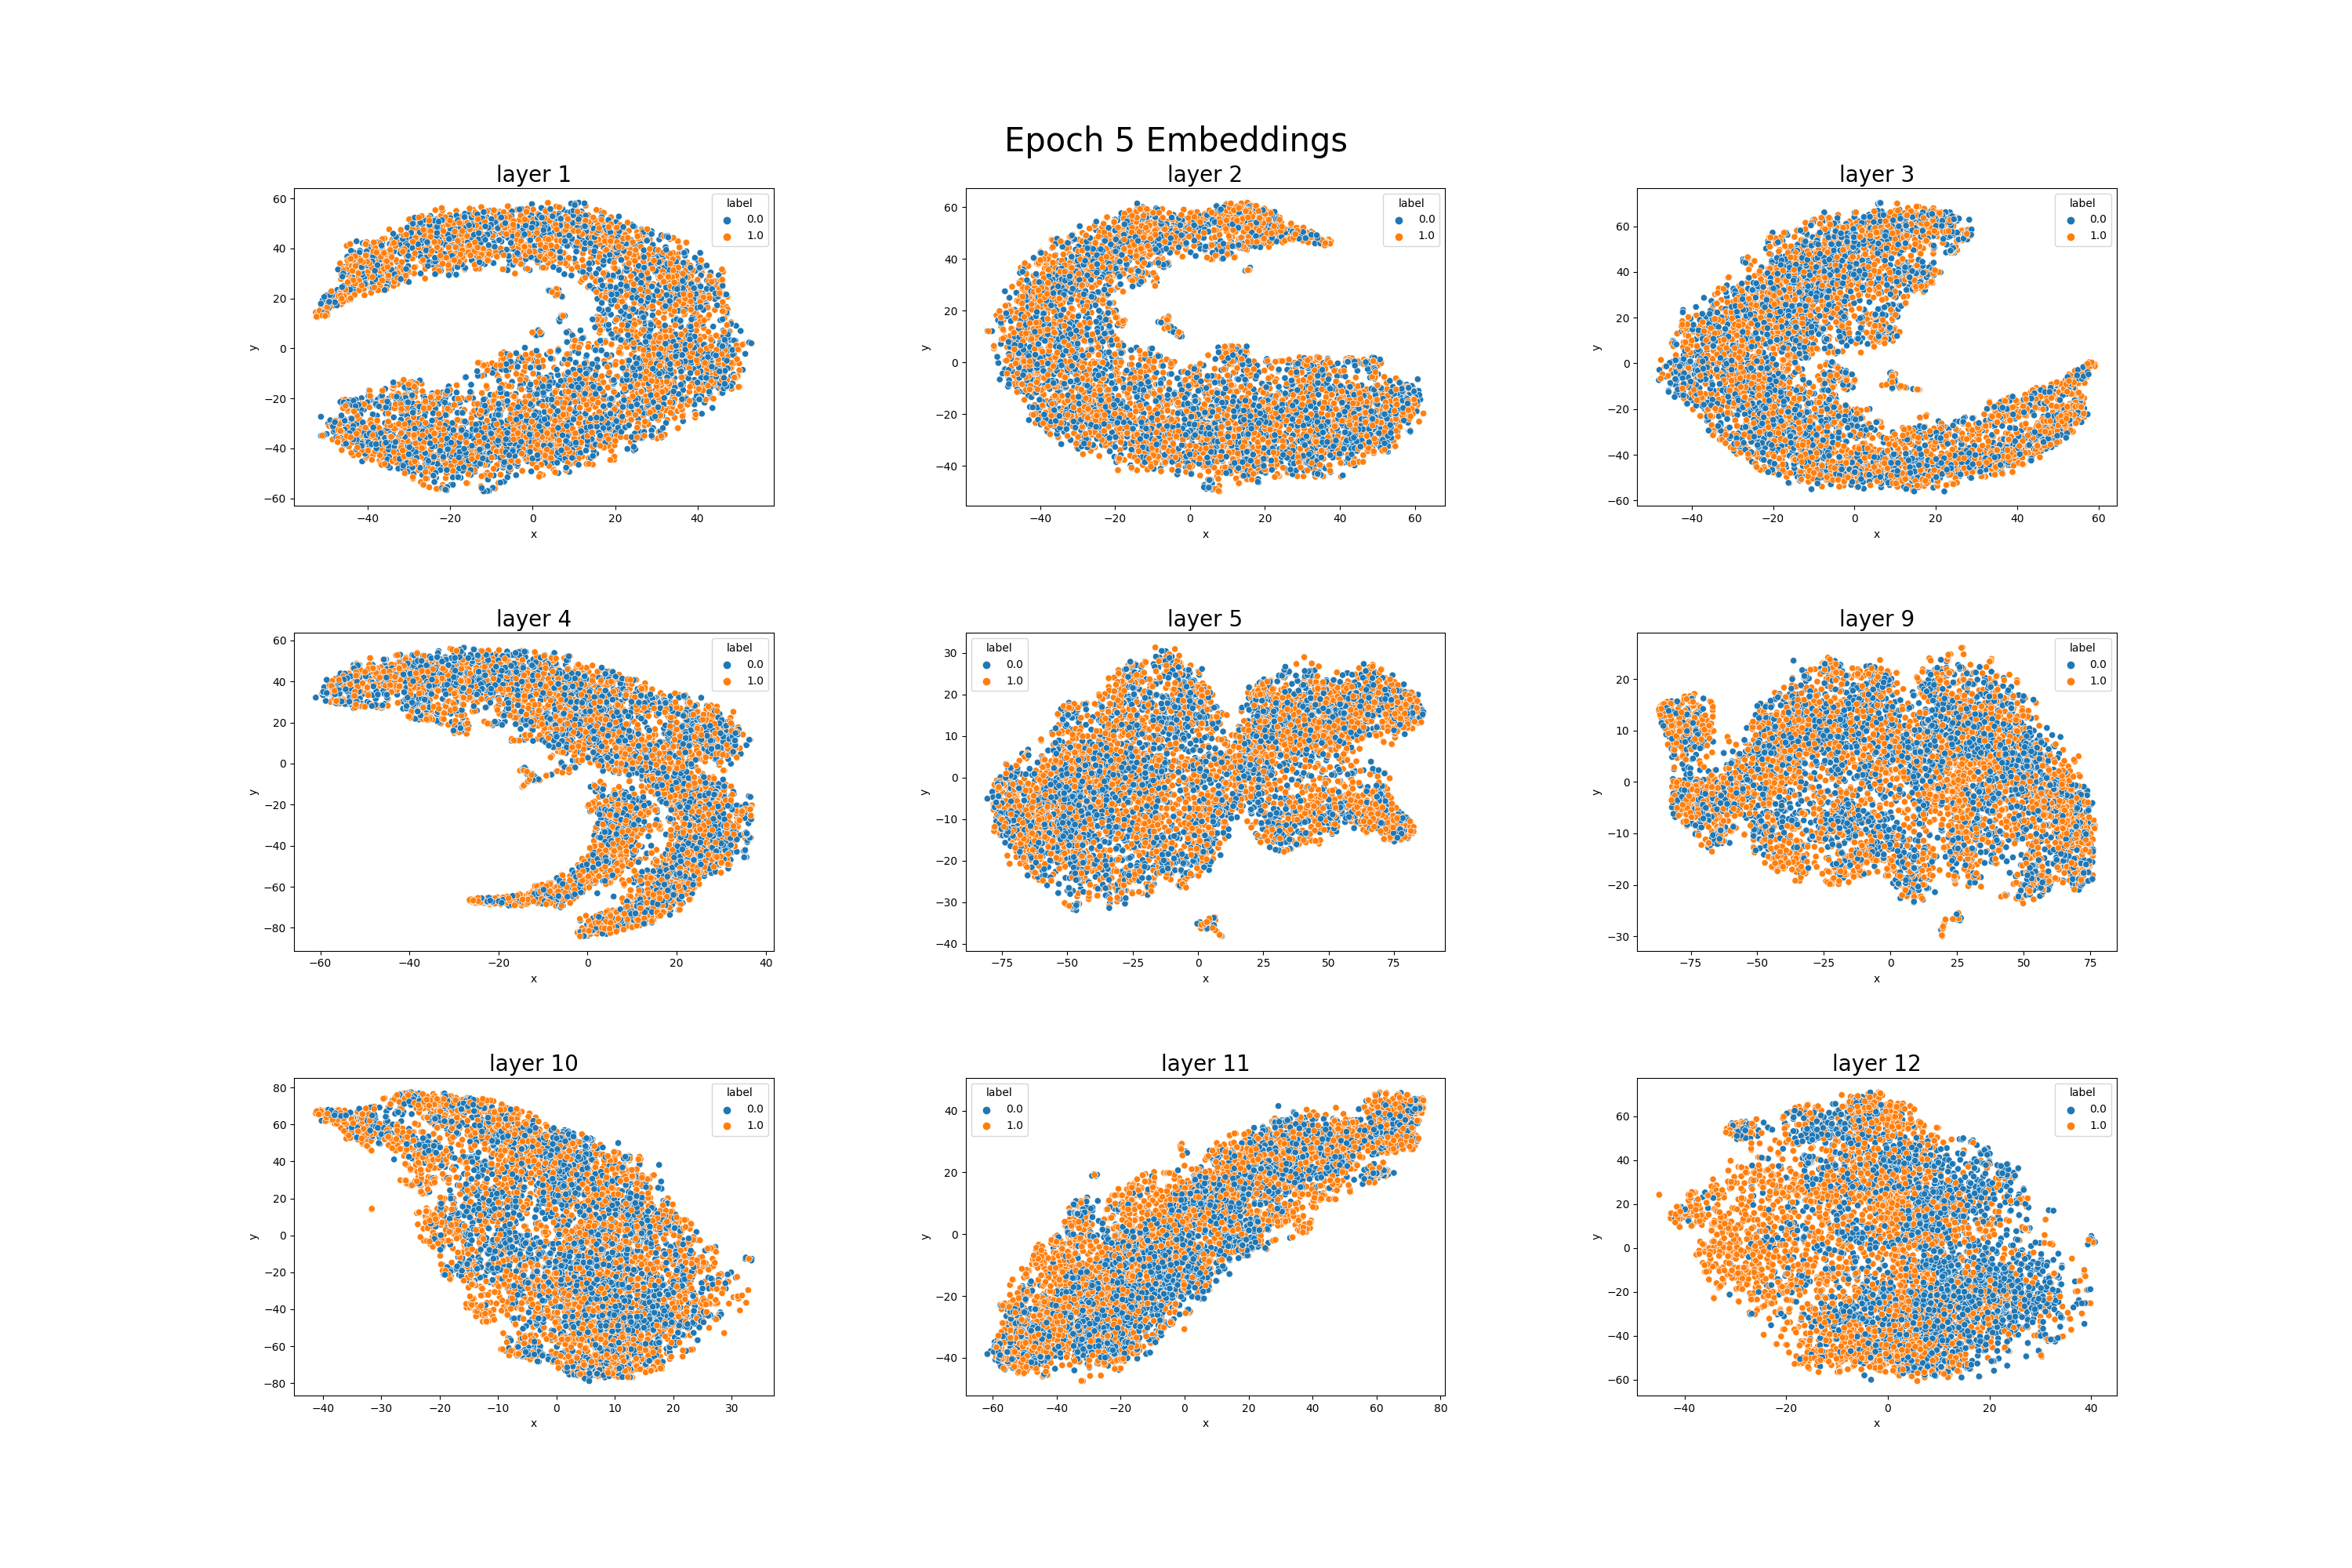 Epoch 5 Embeddings
layer 1
label
0.0
1.0
60
40
20
0
−20
−40
−60
y
−40 −20 0 20 40
x
layer 2
label
0.0
1.0
60
40
20
0
−20
−40
y
−40 −20 0 20 40 60
x
layer 3
label
0.0
1.0
60
40
20
0
−20
−40
−60
y
−40 −20 0 20 40 60
x
layer 4
label
0.0
1.0
60
40
20
0
−20
−40
−60
−80
y
−60 −40 −20 0 20 40
x
layer 5
label
0.0
1.0
30
20
10
0
−10
−20
−30
−40
y
−75 −50 −25 0 25 50 75
x
layer 9
label
0.0
1.0
20
10
0
−10
−20
−30
y
−75 −50 −25 0 25 50 75
x
layer 10
label
0.0
1.0
80
60
40
20
0
−20
−40
−60
−80
y
−40 −30 −20 −10 0 10 20 30
x
layer 11
label
0.0
1.0
40
20
0
−20
−40
y
−60 −40 −20 0 20 40 60 80
x
layer 12
label
0.0
1.0
60
40
20
0
−20
−40
−60
y
−40 −20 0 20 40
x